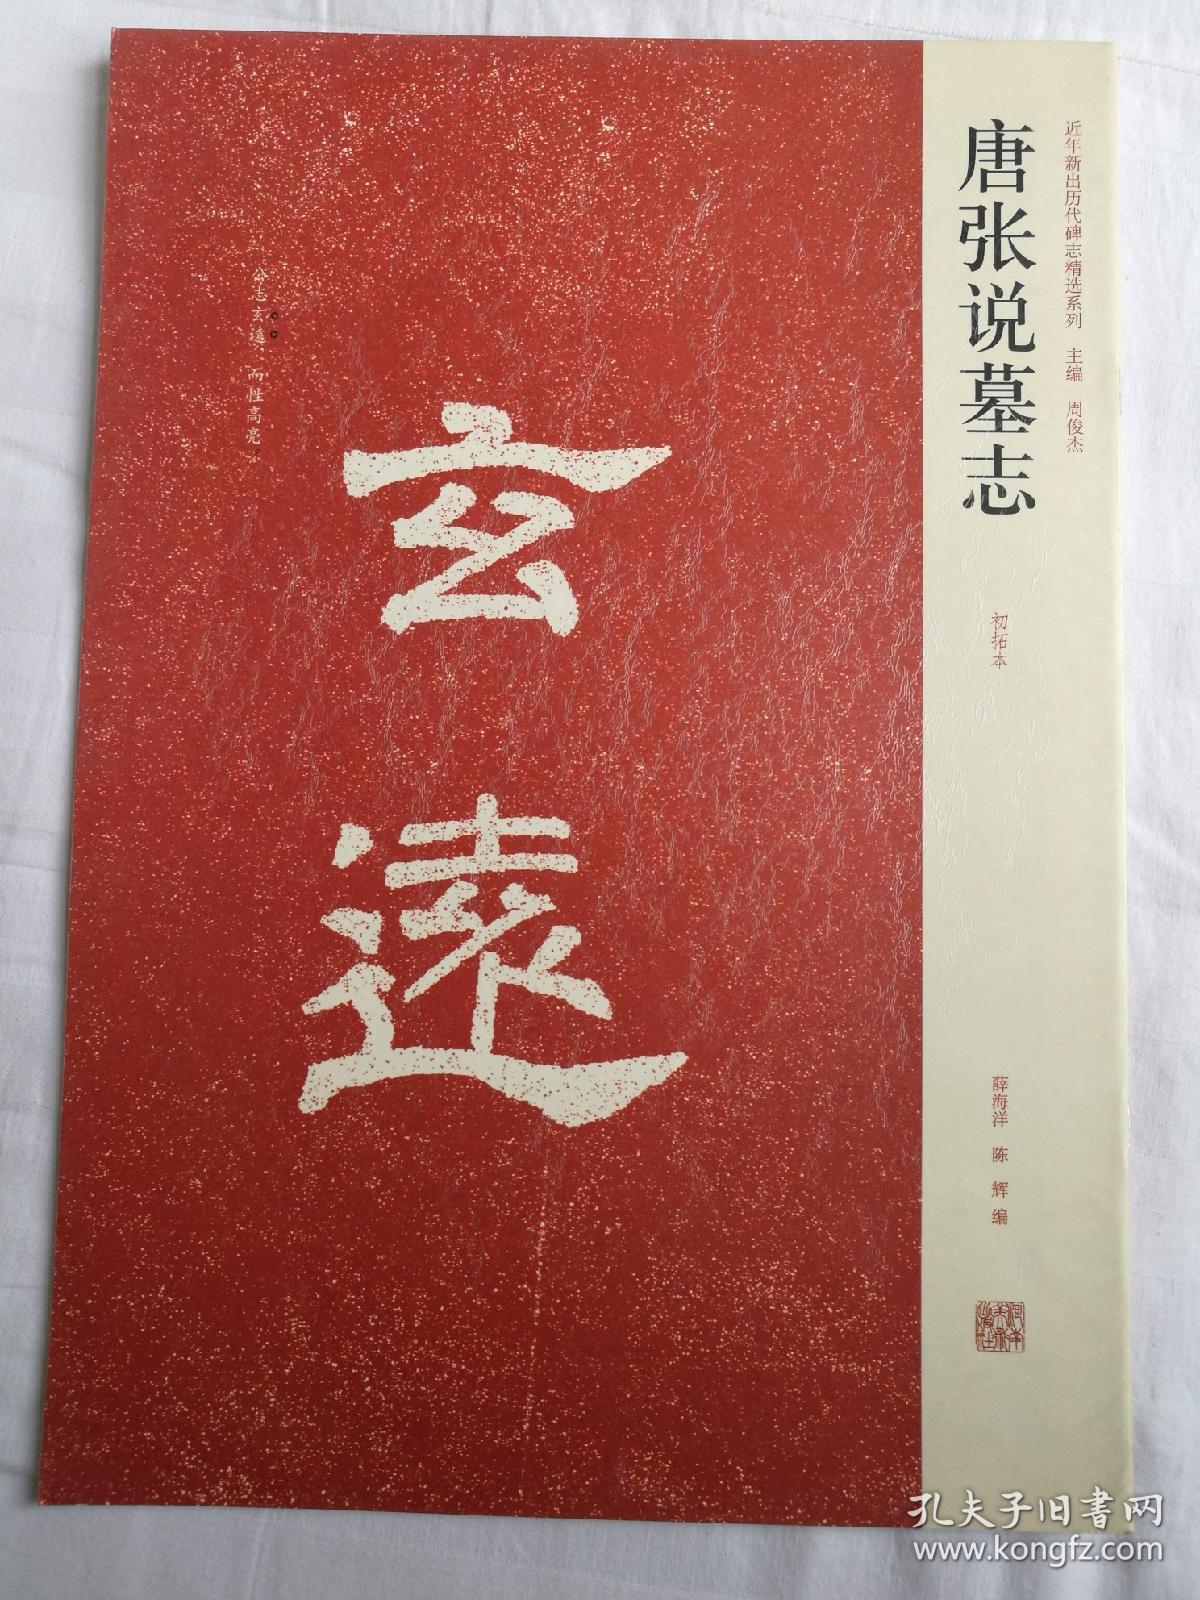 近年新出历代碑志精选系列 主编 周俊杰
唐张说墓志
初拓本
薛海洋 陈辉 编
玄遠
公志玄遠，而性高亮。
孔夫子旧书网
www.kongfz.com